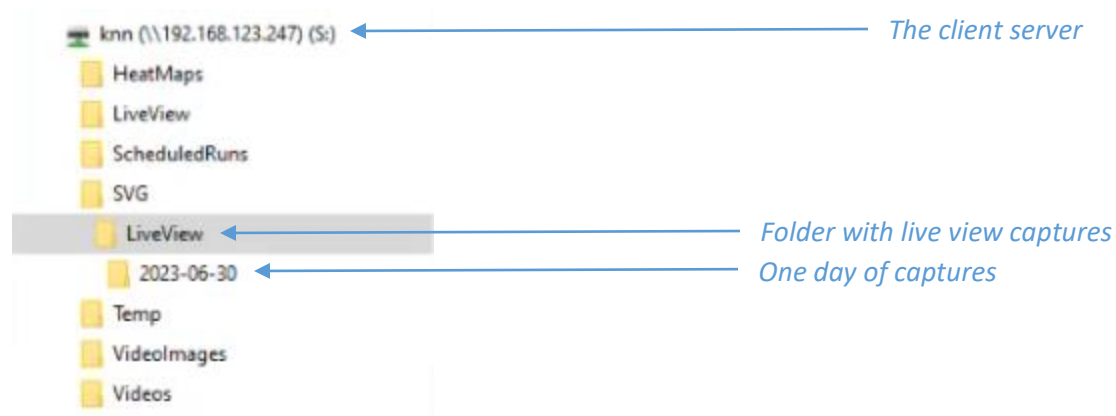 knn (\\192.168.123.247) (S:) The client server
HeatMaps
LiveView
ScheduledRuns
SVG
LiveView Folder with live view captures
2023-06-30 One day of captures
Temp
VideoImages
Videos